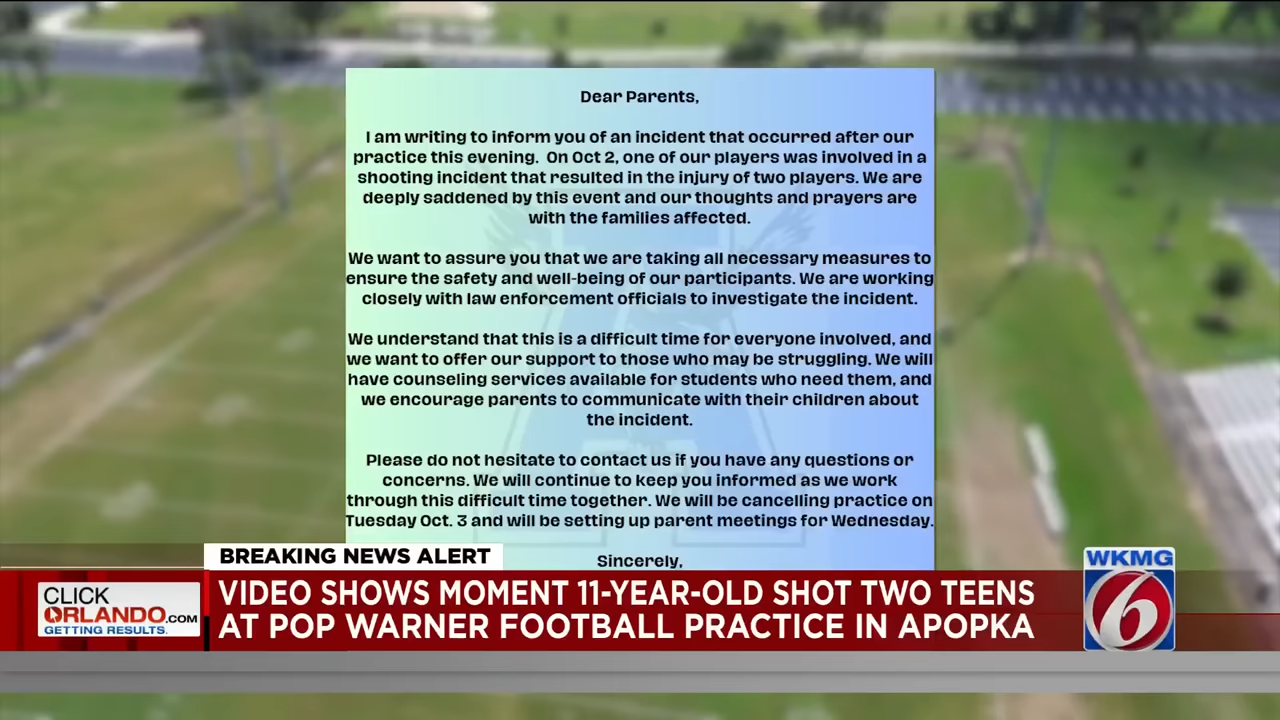 Dear Parents,
I am writing to inform you of an incident that occurred after our
practice this evening.  On Oct 2, one of our players was involved in a
shooting incident that resulted in the injury of two players. We are
deeply saddened by this event and our thoughts and prayers are
with the families affected.
We want to assure you that we are taking all necessary measures to
ensure the safety and well-being of our participants. We are working
closely with law enforcement officials to investigate the incident.
We understand that this is a difficult time for everyone involved, and
we want to offer our support to those who may be struggling. We will
have counseling services available for students who need them, and
we encourage parents to communicate with their children about
the incident.
Please do not hesitate to contact us if you have any questions or
concerns. We will continue to keep you informed as we work
through this difficult time together. We will be cancelling practice on
Tuesday Oct. 3 and will be setting up parent meetings for Wednesday.
Sincerely,
BREAKING NEWS ALERT
VIDEO SHOWS MOMENT 11-YEAR-OLD SHOT TWO TEENS
AT POP WARNER FOOTBALL PRACTICE IN APOPKA
CLICK
ORLANDO.COM
GETTING RESULTS.
WKMG
6